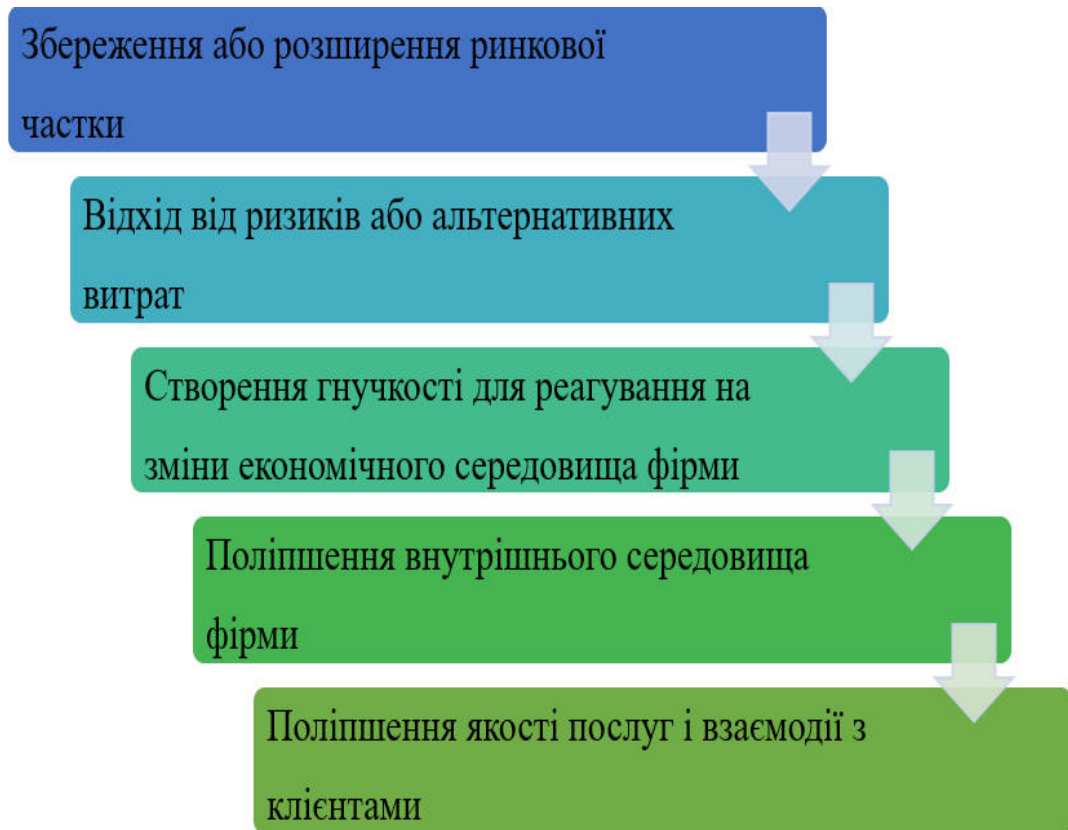 Збереження або розширення ринкової
частки
Відхід від ризиків або альтернативних
витрат
Створення гнучкості для реагування на
зміни економічного середовища фірми
Поліпшення внутрішнього середовища
фірми
Поліпшення якості послуг і взаємодії з
клієнтами